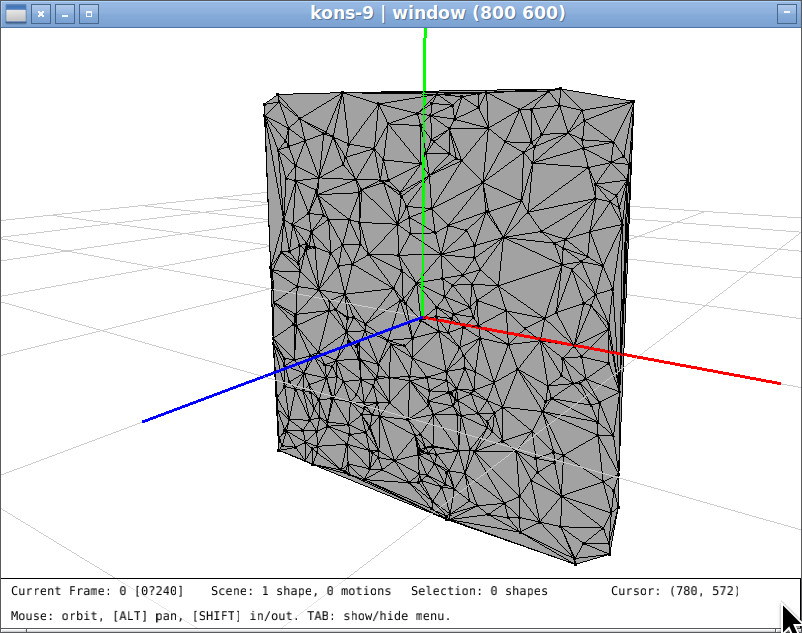 kons-9 | window (800 600)
Current Frame: 0 [0?240] Scene: 1 shape, 0 motions Selection: 0 shapes Cursor: (780, 572)
Mouse: orbit, [ALT] pan, [SHIFT] in/out. TAB: show/hide menu.